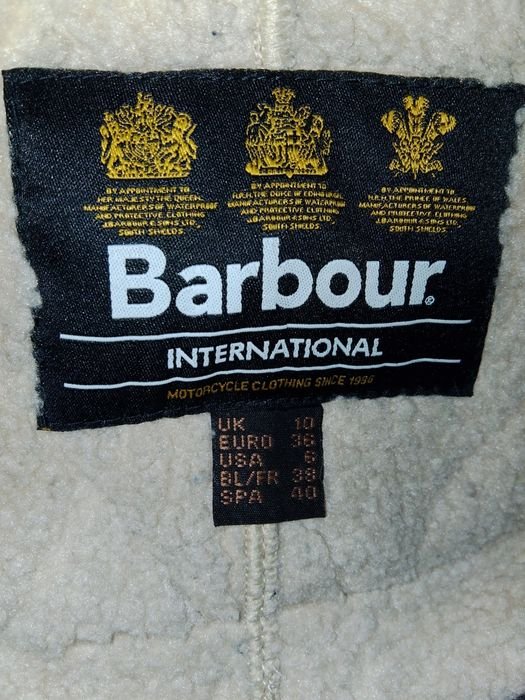 BY APPOINTMENT TO
HER MAJESTY THE QUEEN
MANUFACTURERS OF WATERPROOF
AND PROTECTIVE CLOTHING
J.BARBOUR & SONS LTD.
SOUTH SHIELDS.
BY APPOINTMENT TO
H.R.H. THE DUKE OF EDINBURGH
MANUFACTURERS OF WATERPROOF
AND PROTECTIVE CLOTHING
J.BARBOUR & SONS LTD.
SOUTH SHIELDS.
BY APPOINTMENT TO
H.R.H. THE PRINCE OF WALES
MANUFACTURERS OF WATERPROOF
AND PROTECTIVE CLOTHING
J.BARBOUR & SONS LTD.
SOUTH SHIELDS.
Barbour®
INTERNATIONAL
MOTORCYCLE CLOTHING SINCE 1936
UK 10
EURO 36
USA 6
BL/FR 38
SPA 40